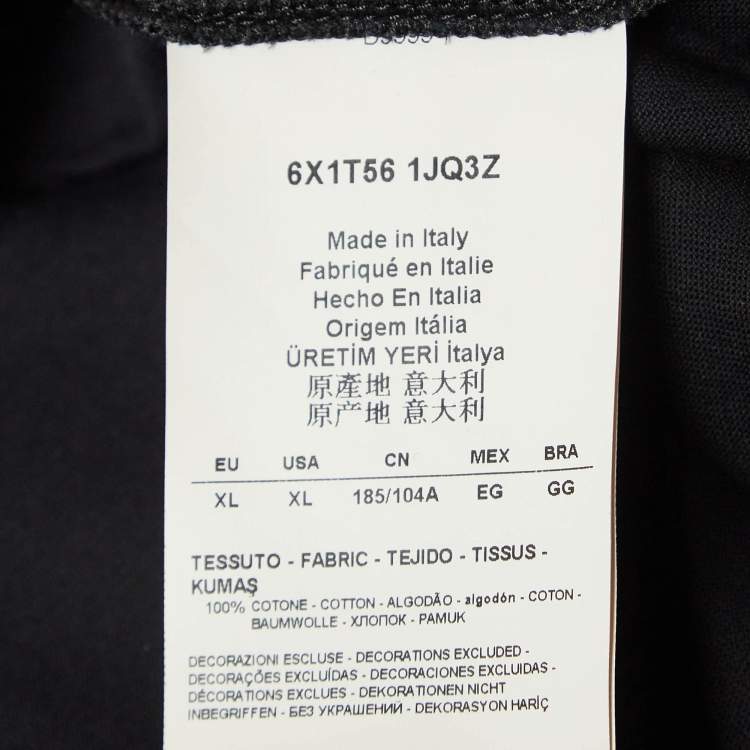 6X1T56 1JQ3Z
Made in Italy
Fabriqué en Italie
Hecho En Italia
Origem Itália
ÜRETİM YERİ İtalya
原產地 意大利
原产地 意大利
EU USA CN MEX BRA
XL XL 185/104A EG GG
TESSUTO - FABRIC - TEJIDO - TISSUS -
KUMAŞ
100% COTONE - COTTON - ALGODÃO - algodón - COTON -
BAUMWOLLE - ХЛОПОК - PAMUK
DECORAZIONI ESCLUSE - DECORATIONS EXCLUDED -
DECORAÇÕES EXCLUÍDAS - DECORACIONES EXCLUIDAS -
DÉCORATIONS EXCLUES - DEKORATIONEN NICHT
INBEGRIFFEN - БЕЗ УКРАШЕНИЙ - DEKORASYON HARİÇ